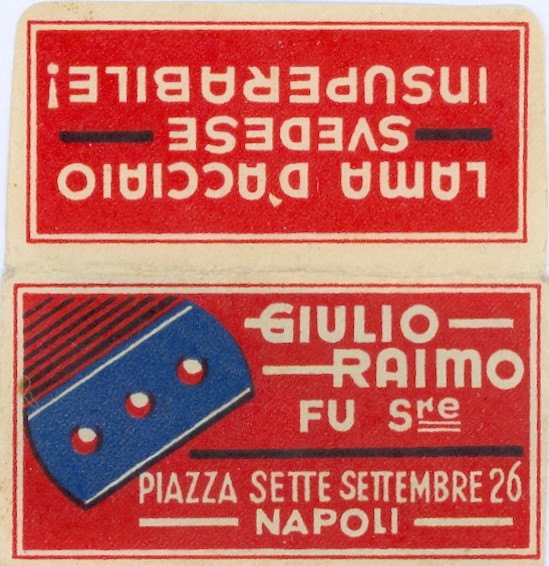 LAMA D'ACCIAIO
SVEDESE
INSUPERABILE!
GIULIO
RAIMO
FU Sre
PIAZZA SETTE SETTEMBRE 26
NAPOLI